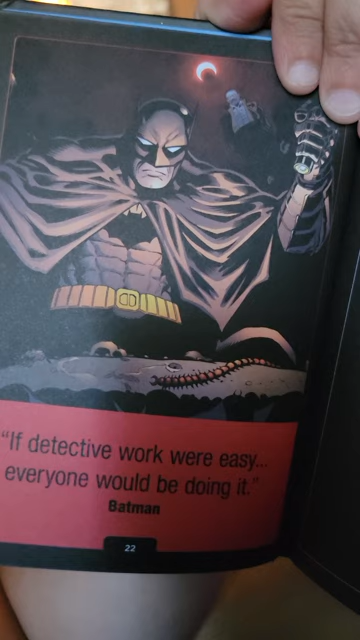 “If detective work were easy...
everyone would be doing it.”
Batman
22